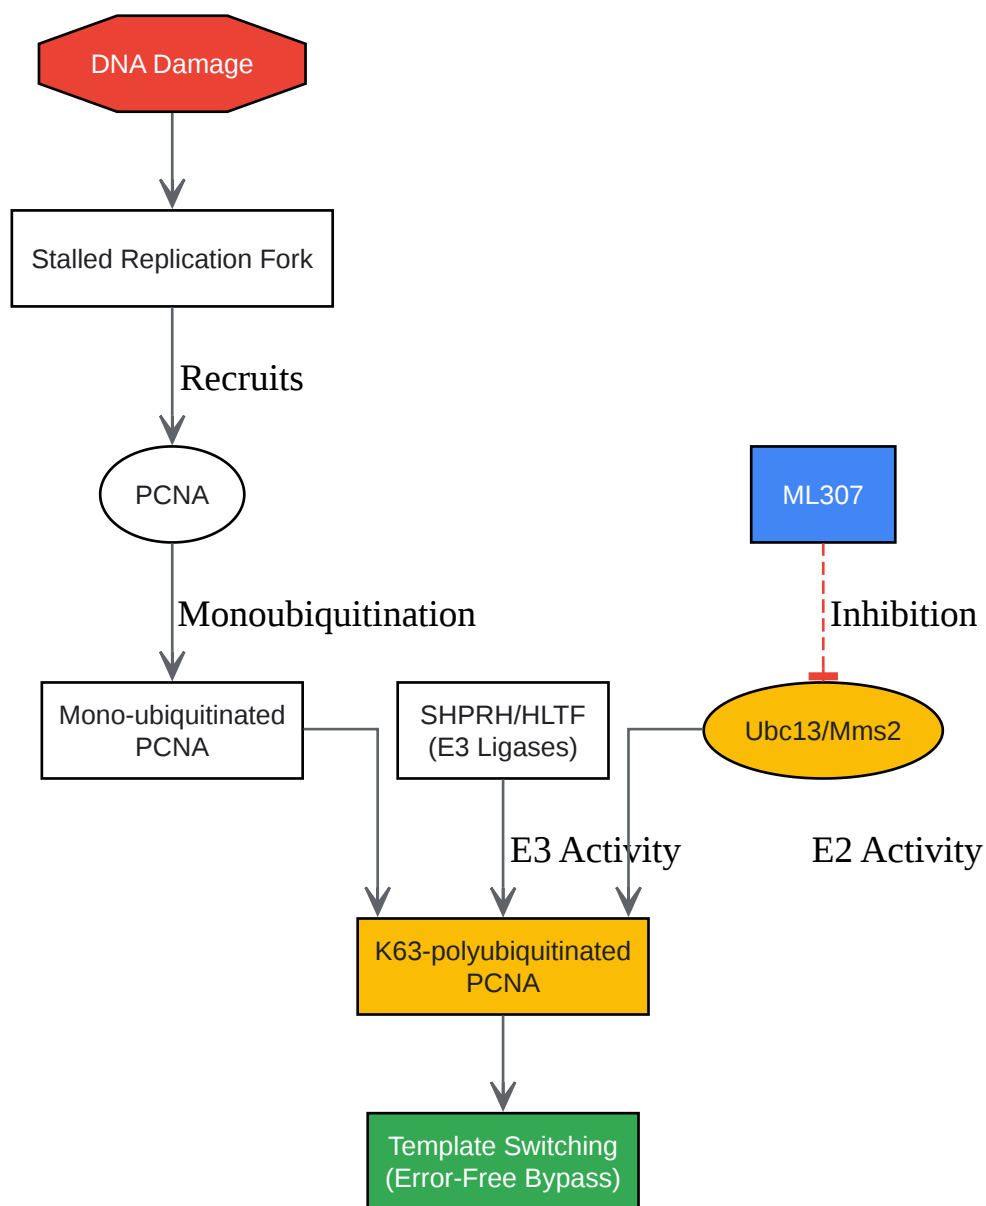 DNA Damage
Stalled Replication Fork
Recruits
PCNA
ML307
Monoubiquitination
Inhibition
Mono-ubiquitinated
PCNA
SHPRH/HLTF
(E3 Ligases)
Ubc13/Mms2
E3 Activity
E2 Activity
K63-polyubiquitinated
PCNA
Template Switching
(Error-Free Bypass)